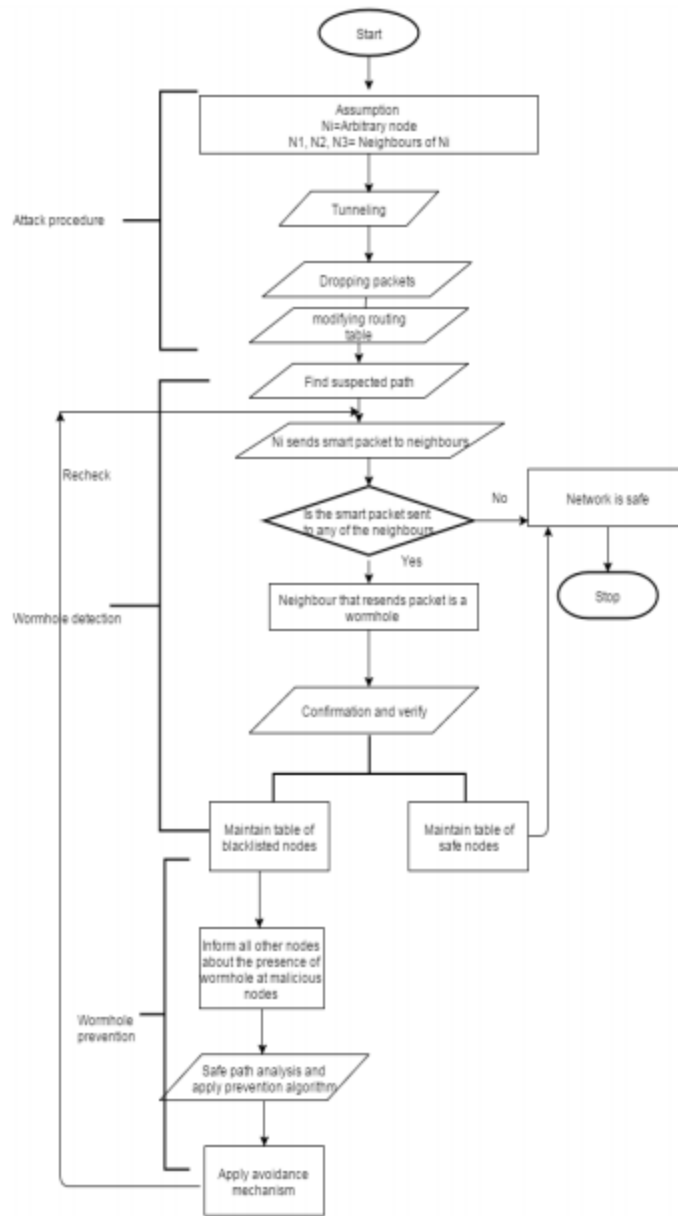 Start
Assumption
Ni=Arbitrary node
N1, N2, N3= Neighbours of Ni
Attack procedure
Tunneling
Dropping packets
modifying routing
table
Find suspected path
Ni sends smart packet to neighbours
Recheck
Is the smart packet sent
to any of the neighbours
No
Network is safe
Yes
Stop
Neighbour that resends packet is a
wormhole
Wormhole detection
Confirmation and verify
Maintain table of
blacklisted nodes
Maintain table of
safe nodes
Inform all other nodes
about the presence of
wormhole at malicious
nodes
Wormhole
prevention
Safe path analysis and
apply prevention algorithm
Apply avoidance
mechanism